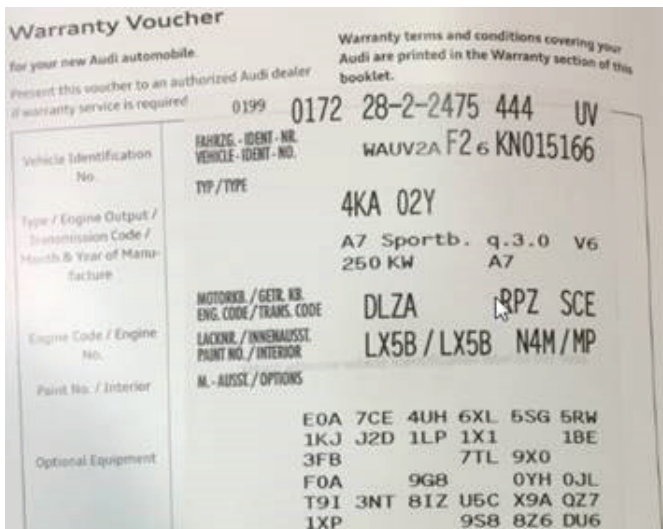 Warranty Voucher
for your new Audi automobile.
Present this voucher to an authorized Audi dealer
if warranty service is required
Warranty terms and conditions covering your
Audi are printed in the Warranty section of this
booklet.
0199 0172 28-2-2475 444 UV
Vehicle Identification
No.
FAHRZG.-IDENT-NR.
VEHICLE-IDENT-NO.
WAUV2A F2 6 KN015166
Type / Engine Output /
Transmission Code /
Month & Year of Manu-
facture
TYP/TYPE
4KA 02Y
A7 Sportb. q.3.0 V6
250 KW A7
Engine Code / Engine
No.
MOTORKB./GETR. KB.
ENG. CODE/TRANS. CODE
DLZA RPZ SCE
Paint No. / Interior
LACKNR./INNENAUSST.
PAINT NO./INTERIOR
LX5B/LX5B N4M/MP
Optional Equipment
M.-AUSST./OPTIONS
E0A 7CE 4UH 6XL 5SG 5RW
1KJ J2D 1LP 1X1 1BE
3FB 7TL 9X0
F0A 9G8 0YH 0JL
T9I 3NT 8IZ U5C X9A QZ7
1XP 9S8 8Z6 DU6